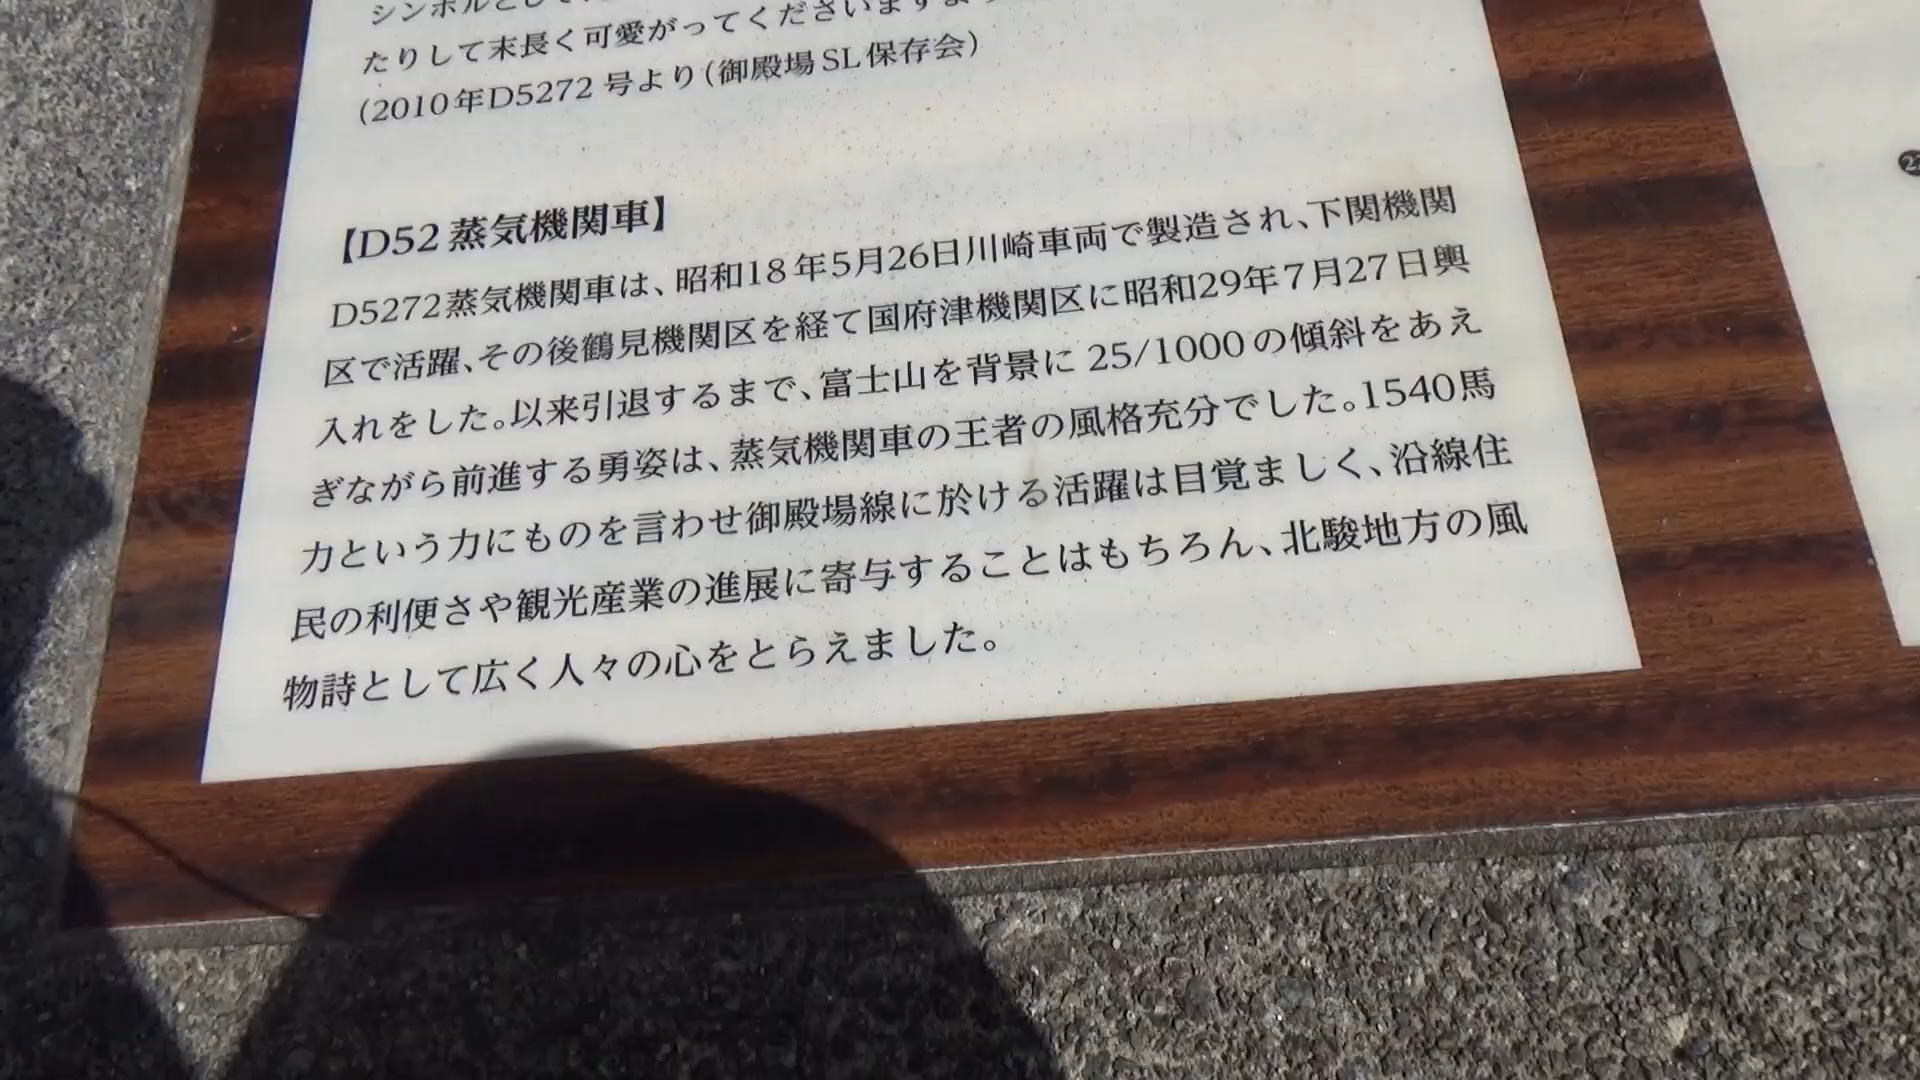 シンボルとして
たりして末長く可愛がってくださいますよ
(2010年D5272号より(御殿場SL保存会)
【D52蒸気機関車】
D5272蒸気機関車は、昭和18年5月26日川崎車両で製造され、下関機関
区で活躍、その後鶴見機関区を経て国府津機関区に昭和29年7月27日輿
入れをした。以来引退するまで、富士山を背景に25/1000の傾斜をあえ
ぎながら前進する勇姿は、蒸気機関車の王者の風格充分でした。1540馬
力という力にものを言わせ御殿場線に於ける活躍は目覚ましく、沿線住
民の利便さや観光産業の進展に寄与することはもちろん、北駿地方の風
物詩として広く人々の心をとらえました。